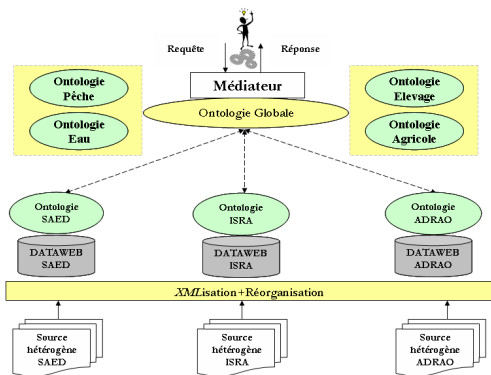 Requête
Réponse
Médiateur
Ontologie Globale
Ontologie
Pêche
Ontologie
Eau
Ontologie
Elevage
Ontologie
Agricole
Ontologie
SAED
Ontologie
ISRA
Ontologie
ADRAO
DATAWEB
SAED
DATAWEB
ISRA
DATAWEB
ADRAO
XMLisation+Réorganisation
Source
hétérogène
SAED
Source
hétérogène
ISRA
Source
hétérogène
ADRAO